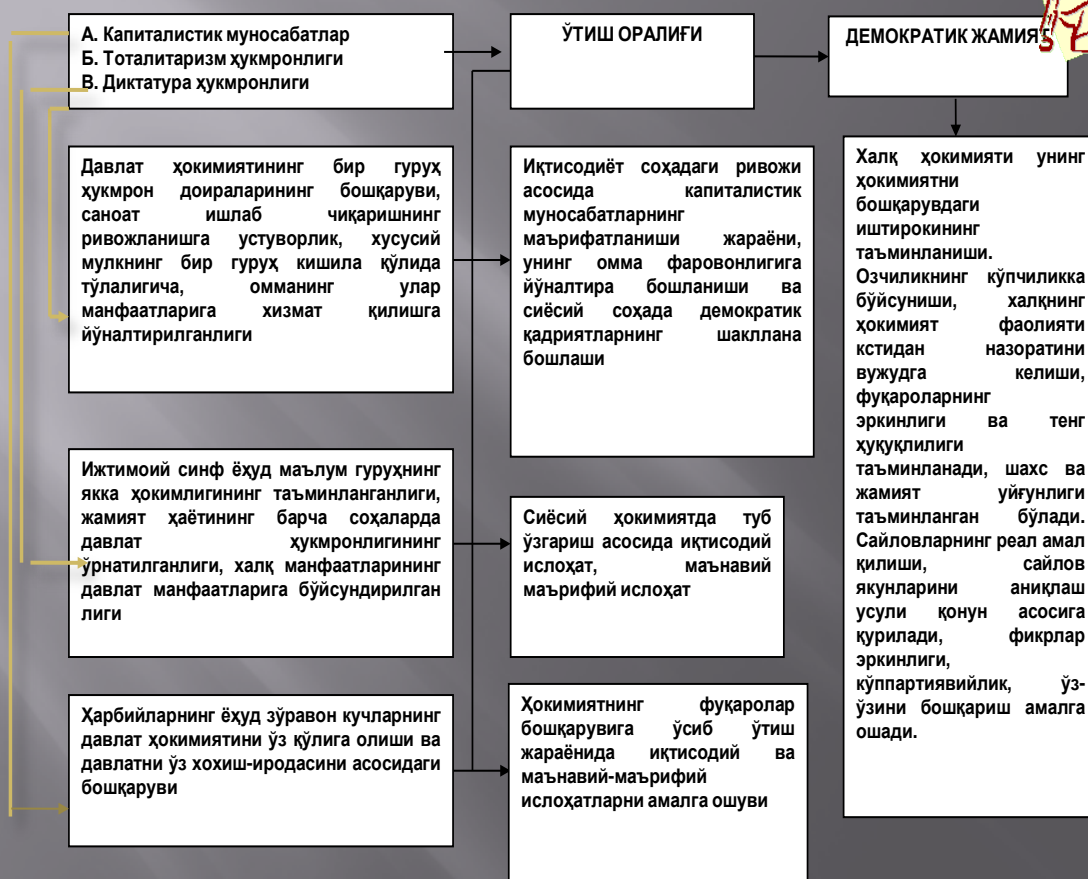 А. Капиталистик муносабатлар
Б. Тоталитаризм ҳукмронлиги
В. Диктатура ҳукмронлиги
ЎТИШ ОРАЛИҒИ
ДЕМОКРАТИК ЖАМИЯТ
Давлат ҳокимиятининг бир гуруҳ
ҳукмрон доираларининг бошқаруви,
саноат ишлаб чиқаришнинг
ривожланишга устуворлик, хусусий
мулкнинг бир гуруҳ кишила қўлида
тўлалигича, омманинг улар
манфаатларига хизмат қилишга
йўналтирилганлиги
Иқтисодиёт соҳадаги ривожи
асосида капиталистик
муносабатларнинг
маърифатланиши жараёни,
унинг омма фаровонлигига
йўналтира бошланиши ва
сиёсий соҳада демократик
қадриятларнинг шакллана
бошлаши
Халқ ҳокимияти унинг
ҳокимиятни
бошқарувдаги
иштирокининг
таъминланиши.
Озчиликнинг кўпчиликка
бўйсуниши, халқнинг
ҳокимият фаолияти
кстидан назоратини
вужудга келиши,
фуқароларнинг
эркинлиги ва тенг
ҳуқуқлилиги
таъминланади, шахс ва
жамият уйғунлиги
таъминланган бўлади.
Сайловларнинг реал амал
қилиши, сайлов
якунларини аниқлаш
усули қонун асосига
қурилади, фикрлар
эркинлиги,
кўппартиявийлик, ўз-
ўзини бошқариш амалга
ошади.
Ижтимоий синф ёҳуд маълум гуруҳнинг
якка ҳокимлигининг таъминланганлиги,
жамият ҳаётининг барча соҳаларда
давлат ҳукмронлигининг
ўрнатилганлиги, халқ манфаатларининг
давлат манфаатларига бўйсундирилган
лиги
Сиёсий ҳокимиятда туб
ўзгариш асосида иқтисодий
ислоҳат, маънавий
маърифий ислоҳат
Ҳарбийларнинг ёҳуд зўравон кучларнинг
давлат ҳокимиятини ўз қўлига олиши ва
давлатни ўз хохиш-иродасини асосидаги
бошқаруви
Ҳокимиятнинг фуқаролар
бошқарувига ўсиб ўтиш
жараёнида иқтисодий ва
маънавий-маърифий
ислоҳатларни амалга ошуви